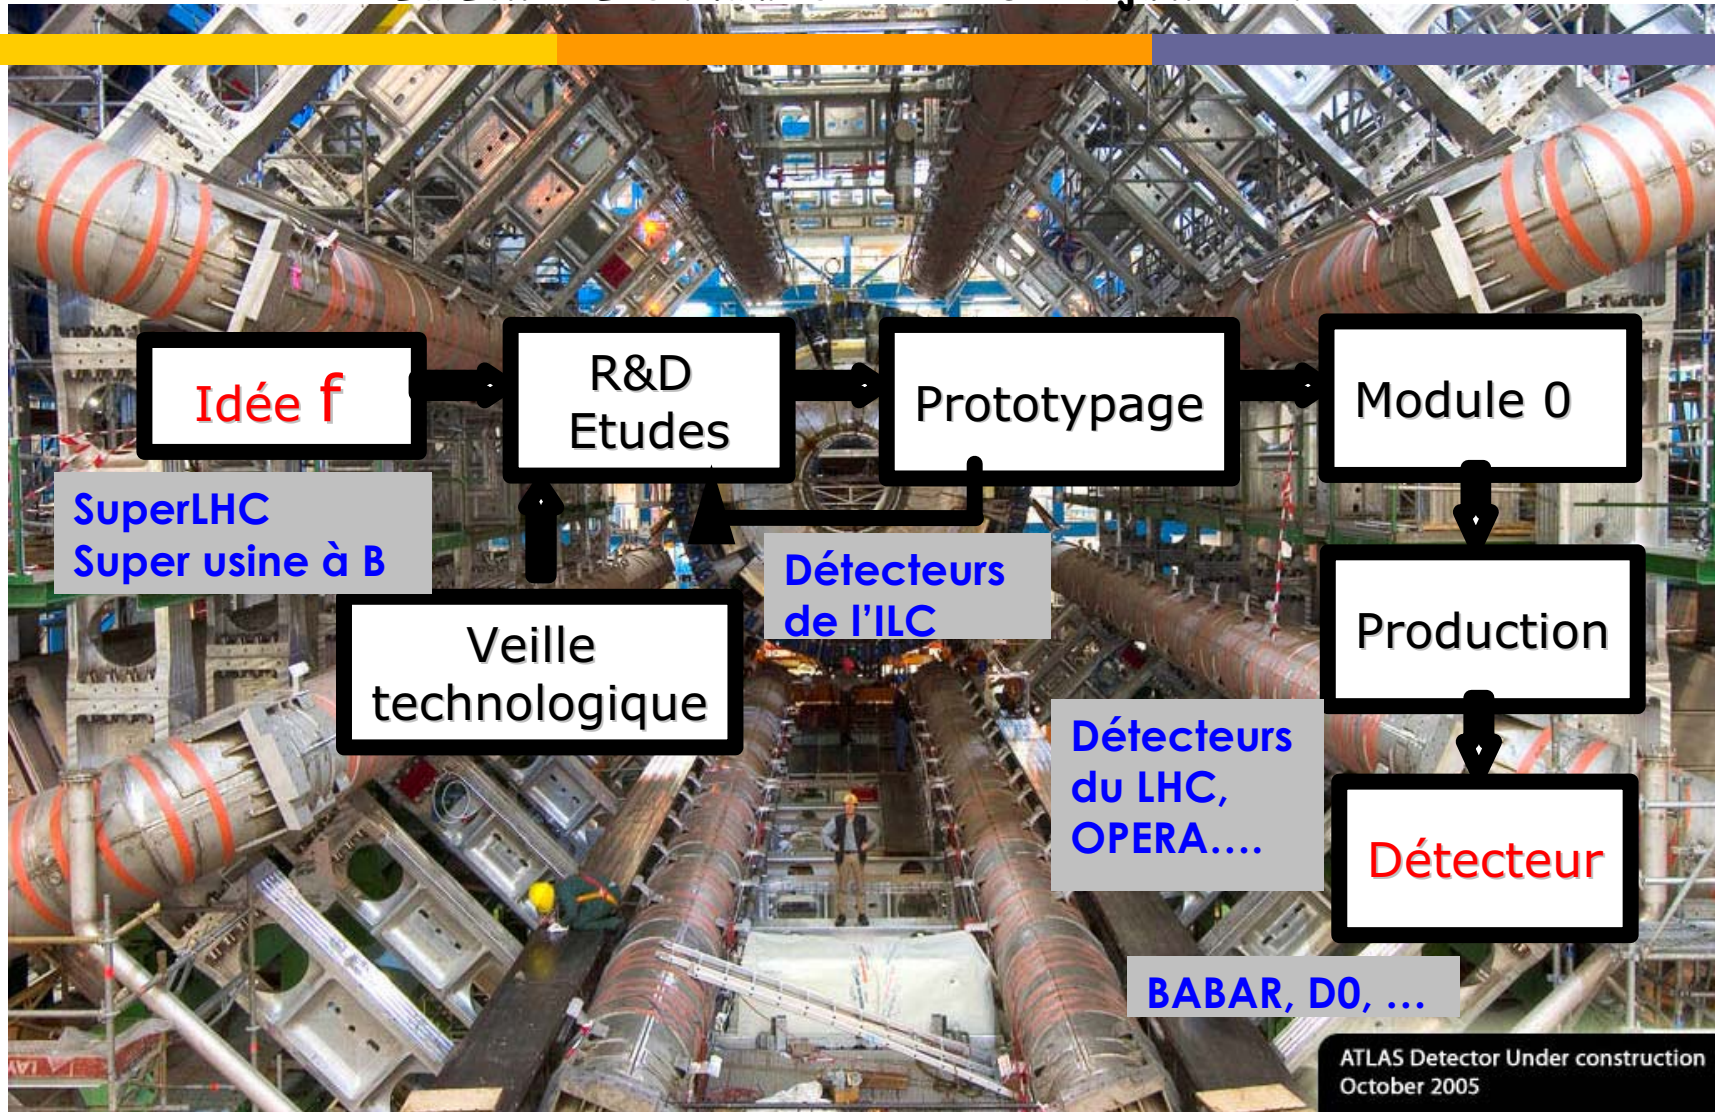 Idée f
R&D
Etudes
Prototypage
Module 0
SuperLHC
Super usine à B
Détecteurs
de l'ILC
Veille
technologique
Production
Détecteurs
du LHC,
OPERA....
Détecteur
BABAR, D0, ...
ATLAS Detector Under construction
October 2005